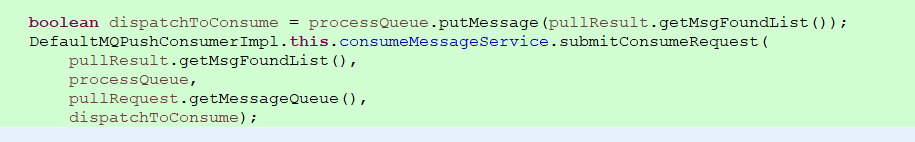 boolean dispatchToConsume = processQueue.putMessage(pullResult.getMsgFoundList());
DefaultMQPushConsumerImpl.this.consumeMessageService.submitConsumeRequest(
    pullResult.getMsgFoundList(),
    processQueue,
    pullRequest.getMessageQueue(),
    dispatchToConsume);